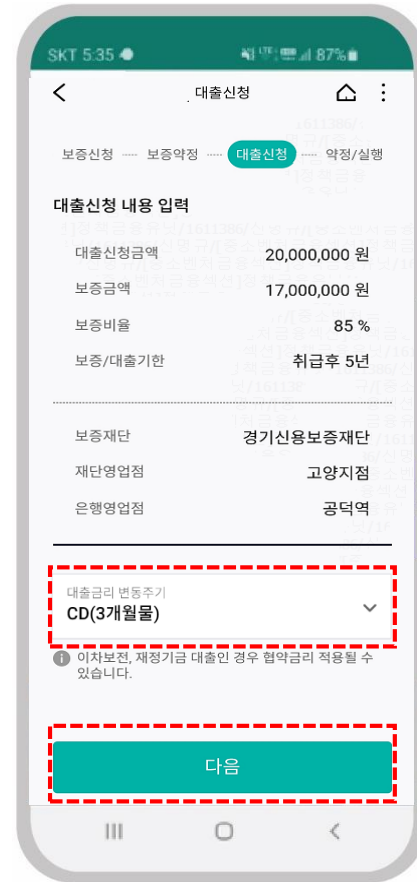 SKT 5:35 LTE 87%
대출신청
보증신청 ---- 보증약정 ---- 대출신청 ---- 약정/실행
대출신청 내용 입력
대출신청금액 20,000,000 원
보증금액 17,000,000 원
보증비율 85 %
보증/대출기한 취급후 5년
보증재단 경기신용보증재단
재단영업점 고양지점
은행영업점 공덕역
대출금리 변동주기
CD(3개월물)
이차보전, 재정기금 대출인 경우 협약금리 적용될 수
있습니다.
다음